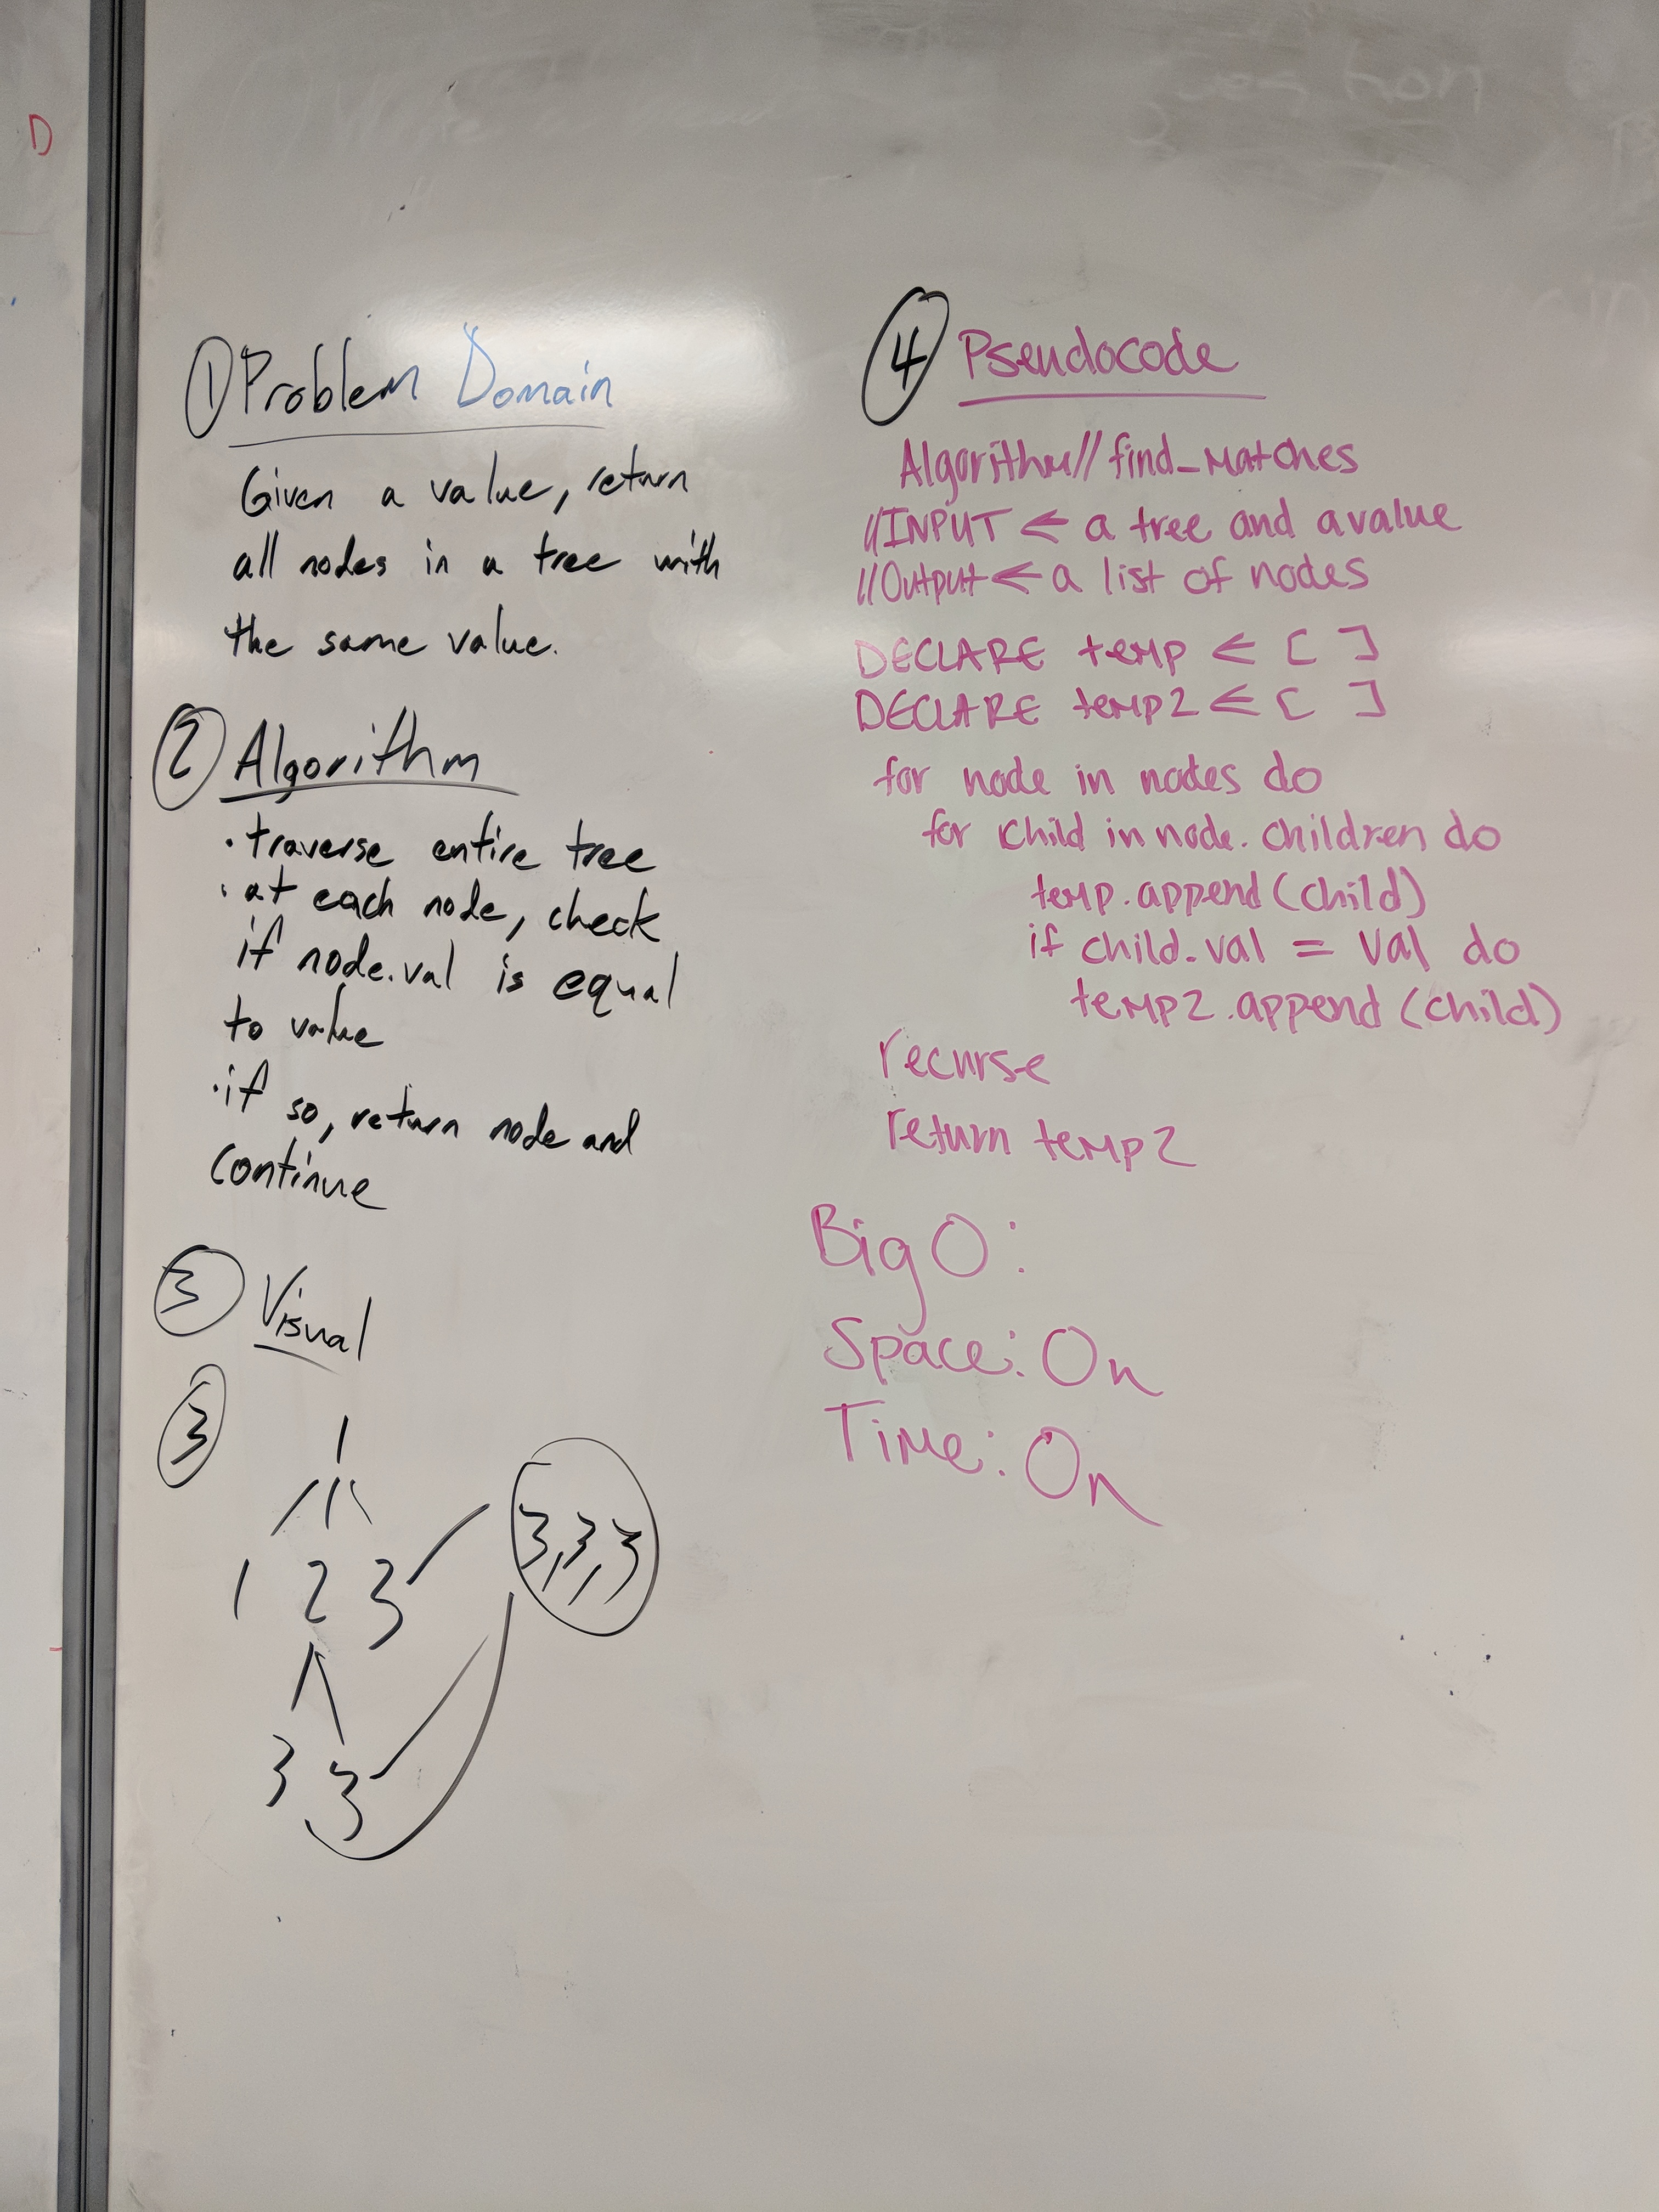 D
① Problem Domain
Given a value, return
all nodes in a tree with
the same value.
② Algorithm
· traverse entire tree
· at each node, check
if node.val is equal
to value
· if so, return node and
continue
③ Visual
③
1
1 2 3
3,3,3
3 3
④ Pseudocode
Algorithm// find_matches
//INPUT ← a tree and a value
//Output ← a list of nodes
DECLARE temp ← [ ]
DECLARE temp2 ← [ ]
for node in nodes do
for child in node.children do
temp.append(child)
if child.val = val do
temp2.append(child)
recurse
return temp2
Big O:
Space: On
Time: On